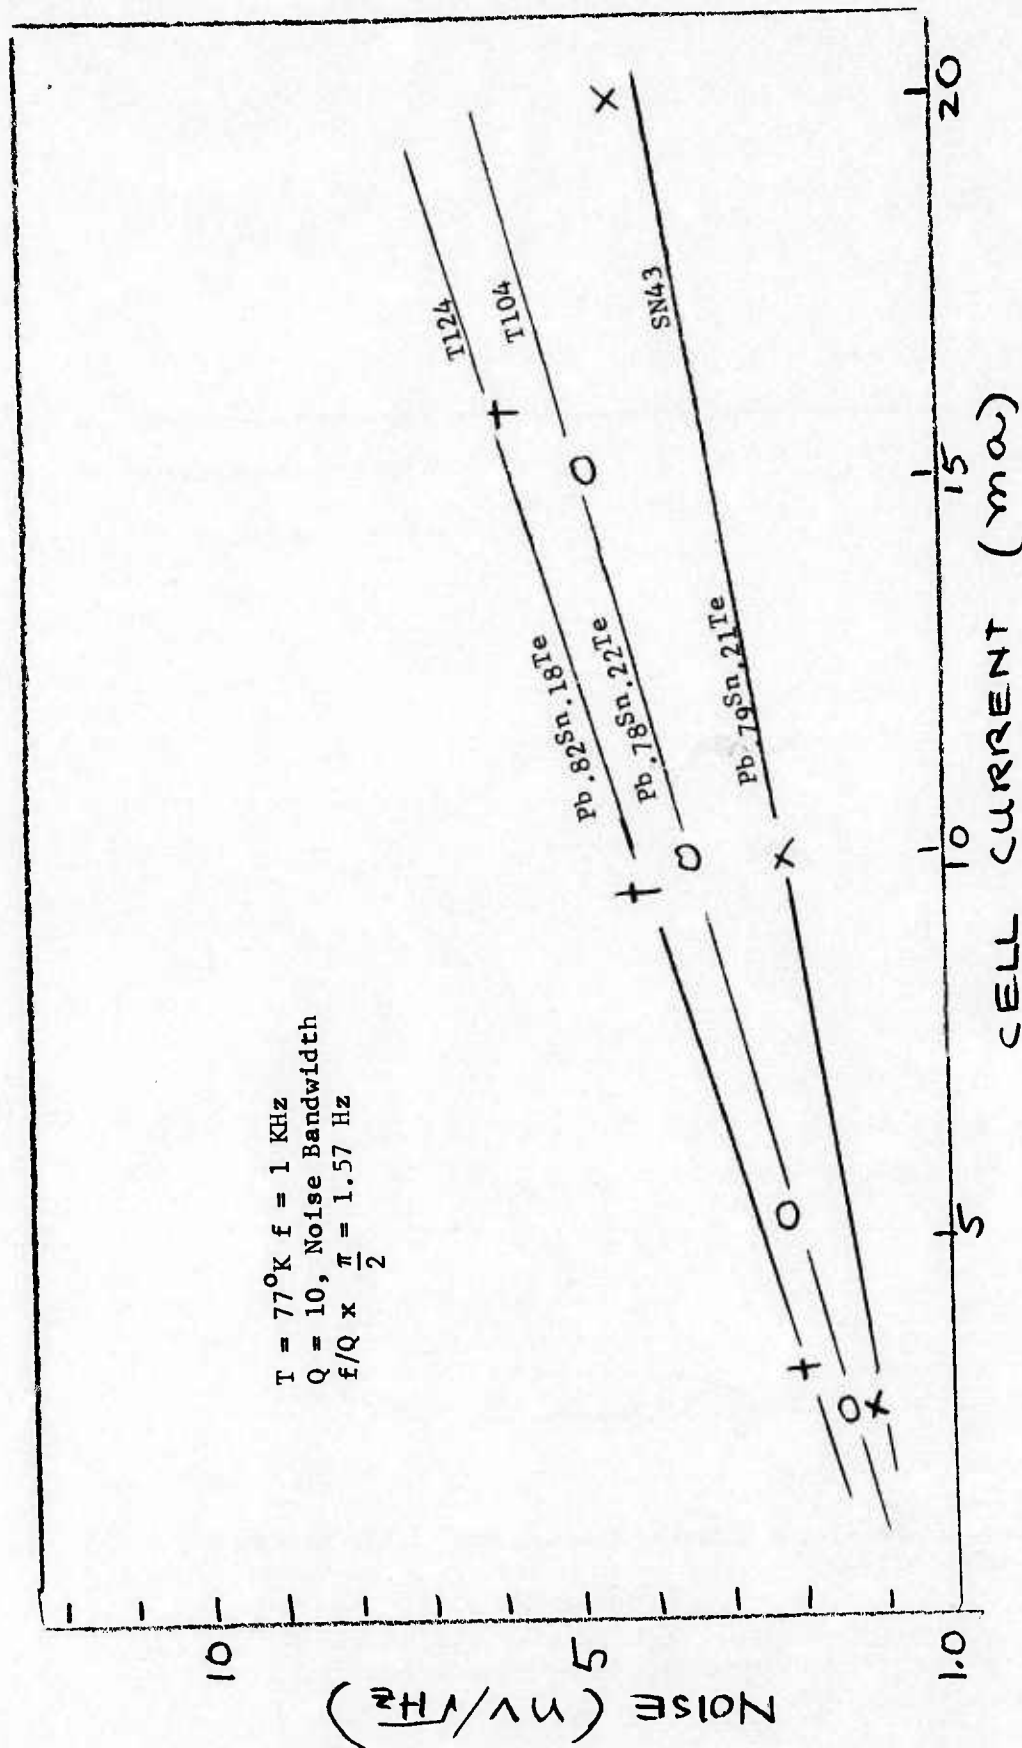 T = 77°K f = 1 KHz
Q = 10, Noise Bandwidth
f/Q x π/2 = 1.57 Hz
T124
T104
SN43
Pb.82Sn.18Te
Pb.78Sn.22Te
Pb.79Sn.21Te
10
5
1.0
NOISE (nV/√Hz)
5
10
15
20
CELL CURRENT (ma)